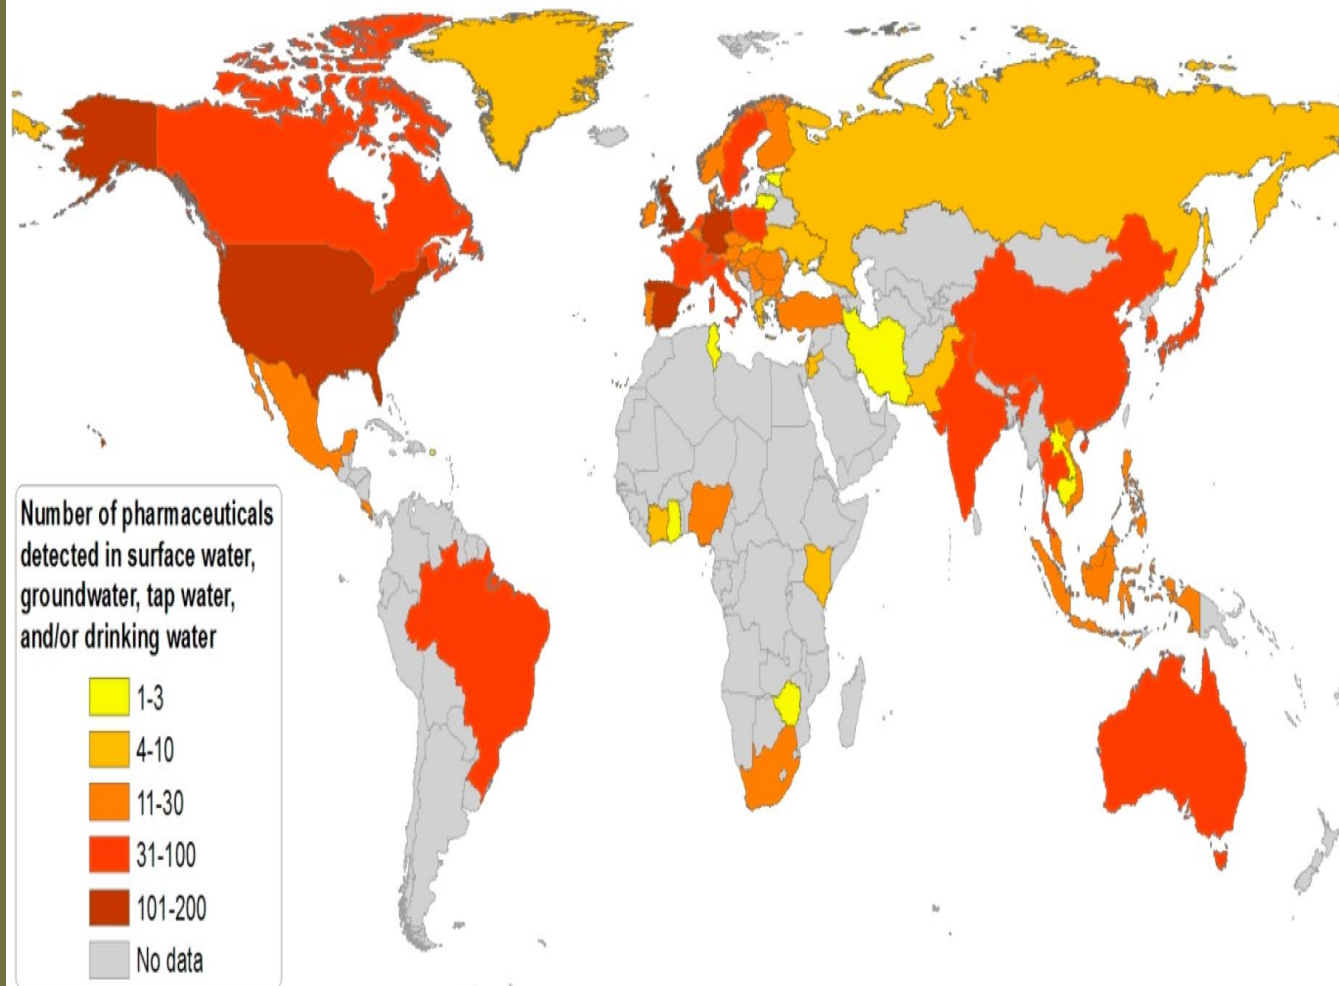 Number of pharmaceuticals
detected in surface water,
groundwater, tap water,
and/or drinking water
1-3
4-10
11-30
31-100
101-200
No data